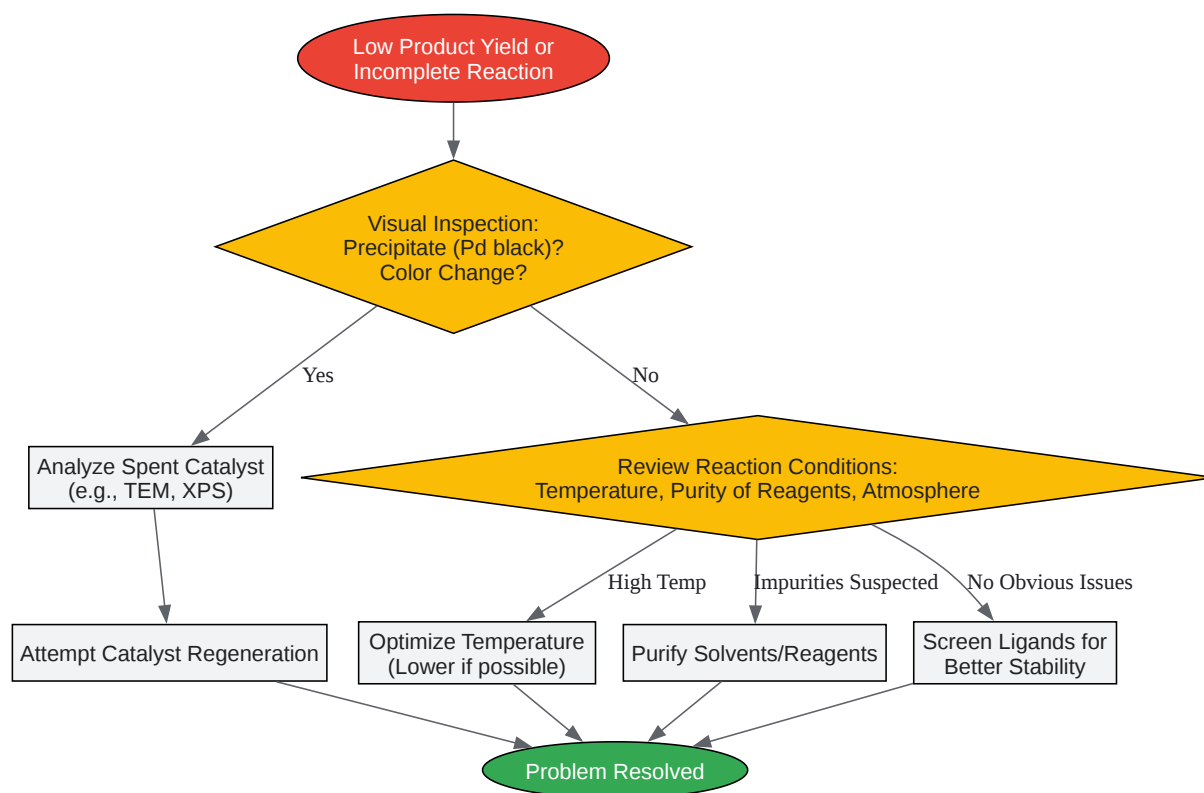 Low Product Yield or
Incomplete Reaction
Visual Inspection:
Precipitate (Pd black)?
Color Change?
Yes
No
Analyze Spent Catalyst
(e.g., TEM, XPS)
Review Reaction Conditions:
Temperature, Purity of Reagents, Atmosphere
High Temp
Impurities Suspected
No Obvious Issues
Attempt Catalyst Regeneration
Optimize Temperature
(Lower if possible)
Purify Solvents/Reagents
Screen Ligands for
Better Stability
Problem Resolved